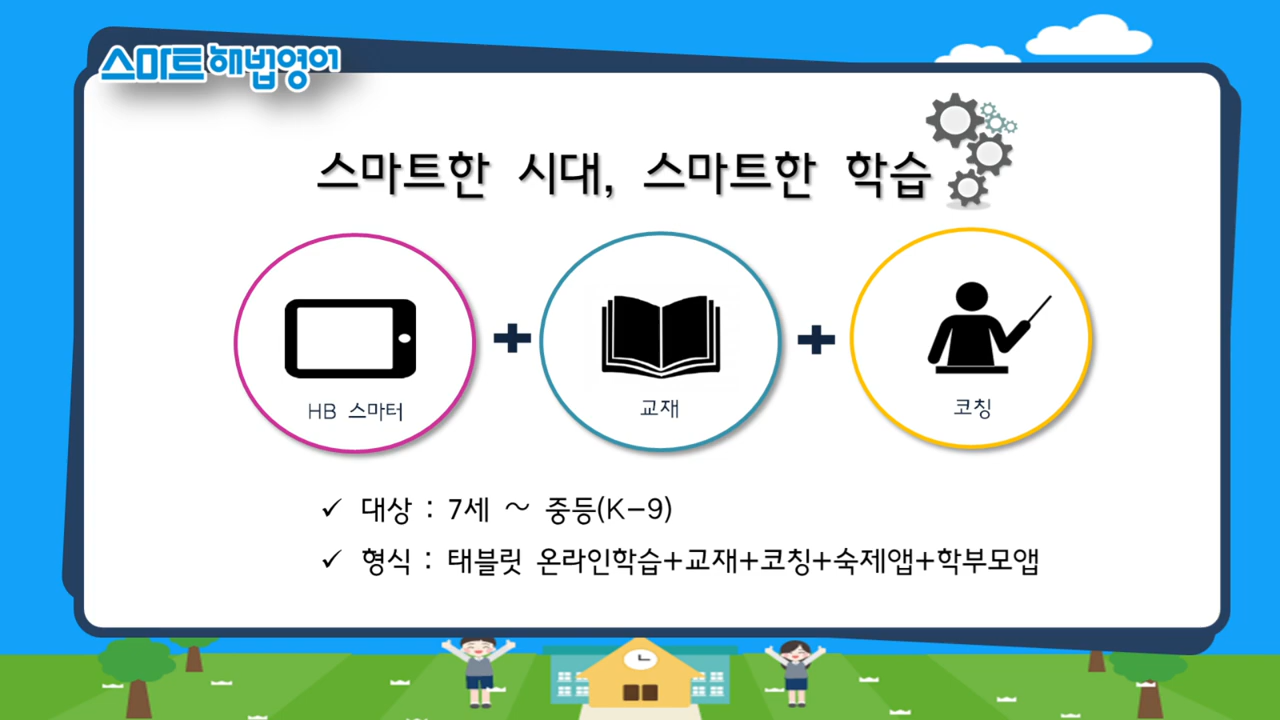 스마트해법영어
스마트한 시대, 스마트한 학습
HB 스마터
교재
코칭
✓ 대상 : 7세 ~ 중등(K-9)
✓ 형식 : 태블릿 온라인학습+교재+코칭+숙제앱+학부모앱